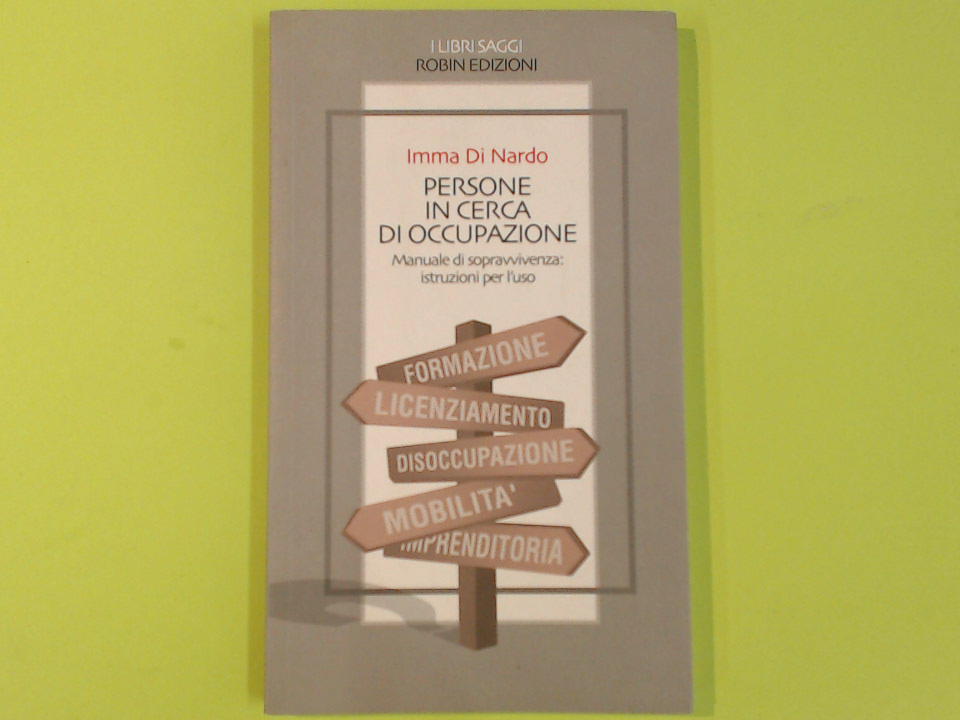 I LIBRI SAGGI
ROBIN EDIZIONI
Imma Di Nardo
PERSONE
IN CERCA
DI OCCUPAZIONE
Manuale di sopravvivenza:
istruzioni per l'uso
FORMAZIONE
LICENZIAMENTO
DISOCCUPAZIONE
MOBILITA'
IMPRENDITORIA